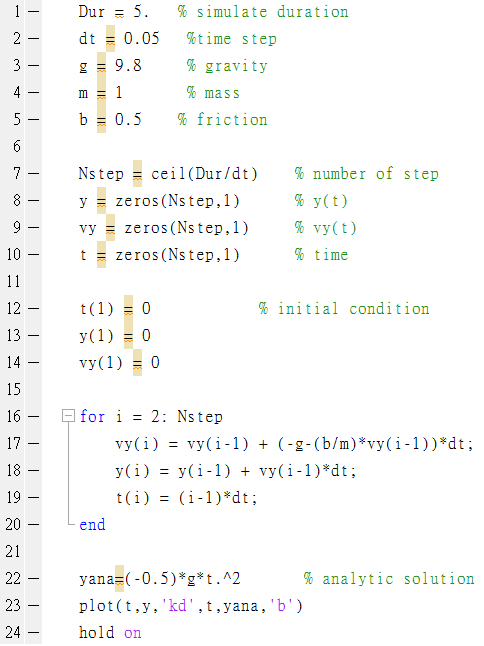 1 — Dur = 5.   % simulate duration
2 — dt = 0.05   %time step
3 — g = 9.8     % gravity
4 — m = 1       % mass
5 — b = 0.5    % friction
6
7 — Nstep = ceil(Dur/dt)    % number of step
8 — y = zeros(Nstep,1)      % y(t)
9 — vy = zeros(Nstep,1)     % vy(t)
10 — t = zeros(Nstep,1)      % time
11
12 — t(1) = 0            % initial condition
13 — y(1) = 0
14 — vy(1) = 0
15
16 — for i = 2: Nstep
17 —     vy(i) = vy(i-1) + (-g-(b/m)*vy(i-1))*dt;
18 —     y(i) = y(i-1) + vy(i-1)*dt;
19 —     t(i) = (i-1)*dt;
20 — end
21
22 — yana=(-0.5)*g*t.^2       % analytic solution
23 — plot(t,y,'kd',t,yana,'b')
24 — hold on